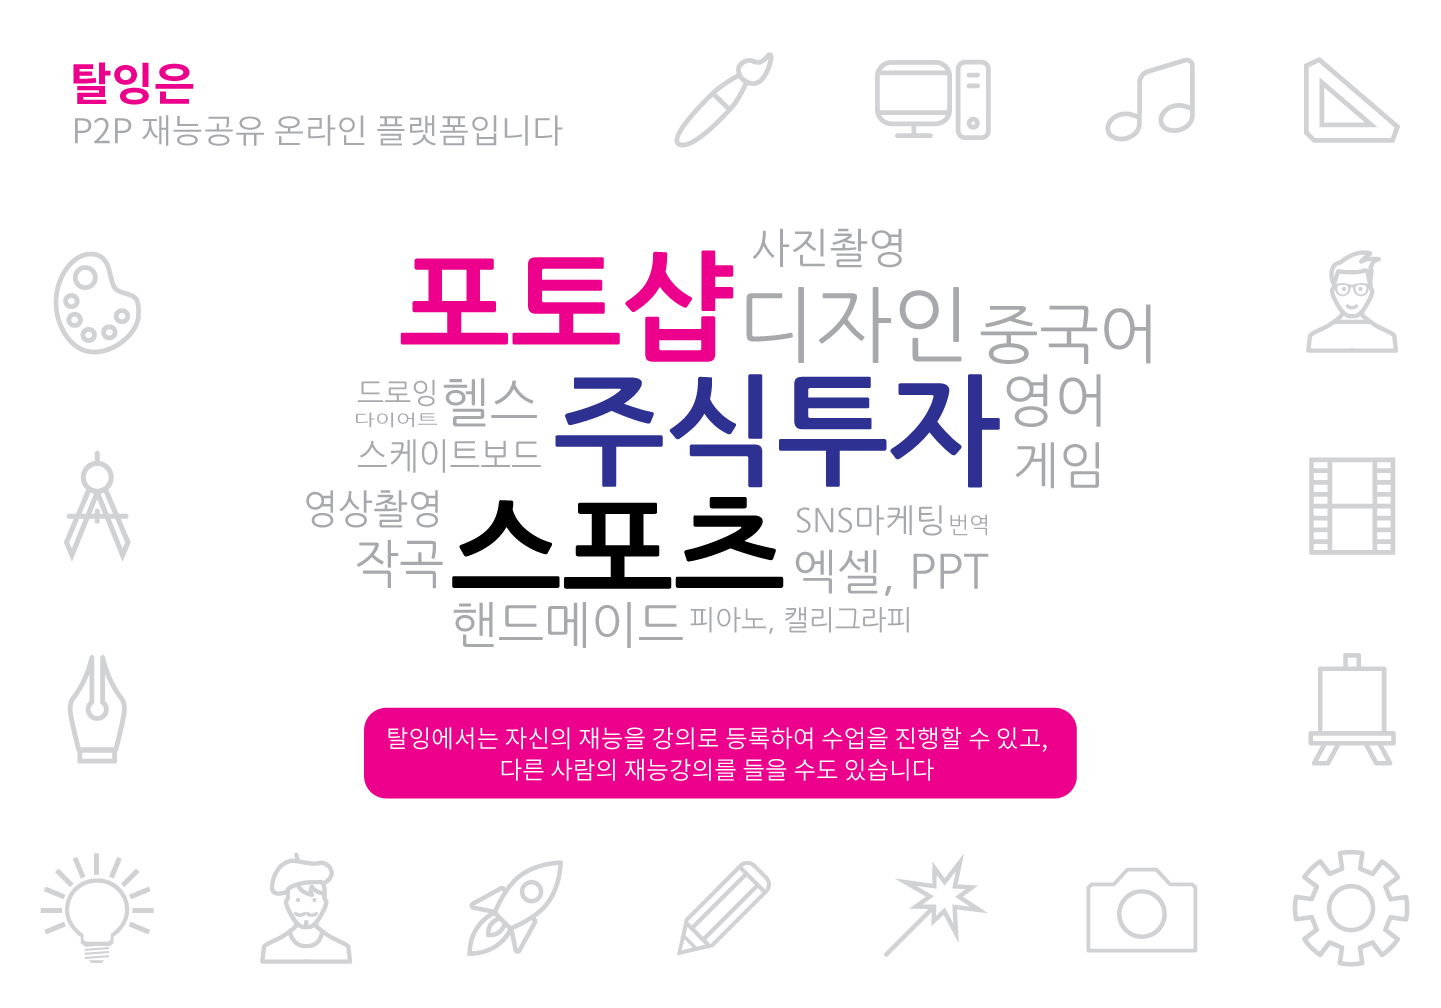 탈잉은
P2P 재능공유 온라인 플랫폼입니다
사진촬영
포토샵 디자인 중국어
드로잉 헬스 주식투자 영어
다이어트
스케이트보드 게임
영상촬영 스포츠 SNS마케팅 번역
작곡 엑셀, PPT
핸드메이드 피아노, 캘리그라피
탈잉에서는 자신의 재능을 강의로 등록하여 수업을 진행할 수 있고,
다른 사람의 재능강의를 들을 수도 있습니다